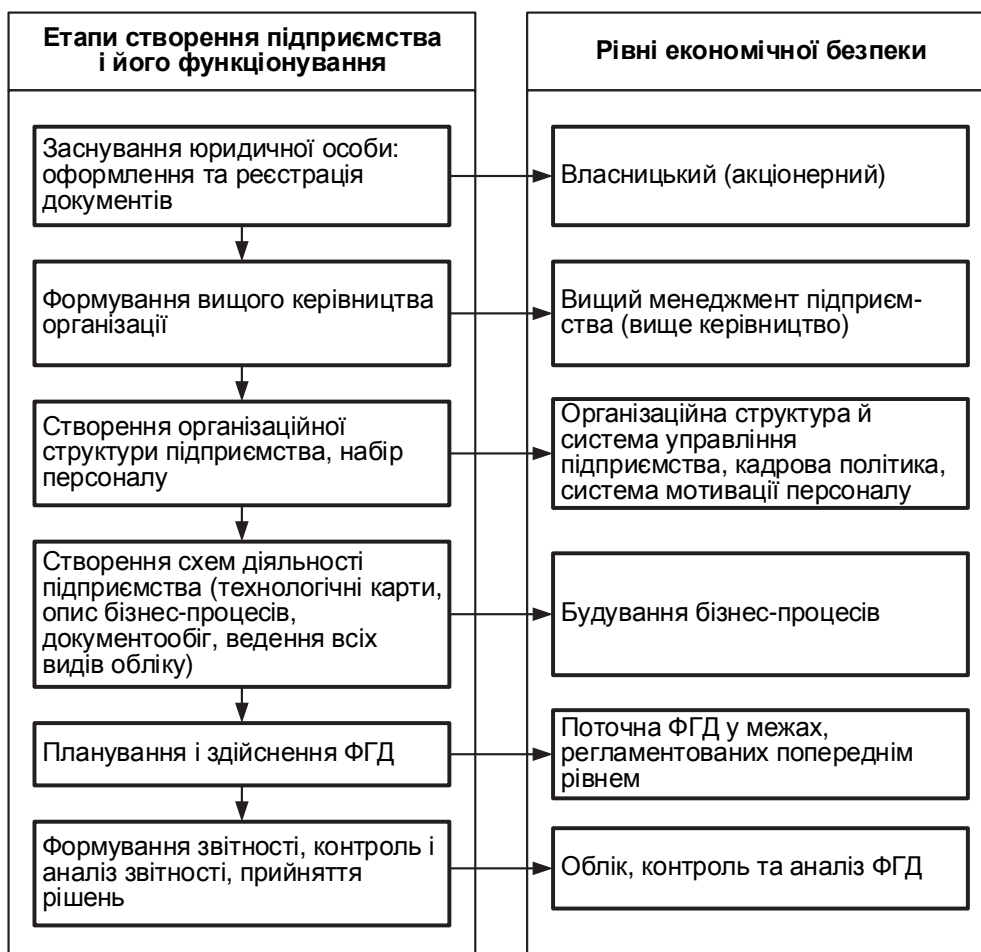 Етапи створення підприємства
і його функціонування
Рівні економічної безпеки
Заснування юридичної особи:
оформлення та реєстрація
документів
Власницький (акціонерний)
Формування вищого керівництва
організації
Вищий менеджмент підприєм-
ства (вище керівництво)
Створення організаційної
структури підприємства, набір
персоналу
Організаційна структура й
система управління
підприємства, кадрова політика,
система мотивації персоналу
Створення схем діяльності
підприємства (технологічні карти,
опис бізнес-процесів,
документообіг, ведення всіх
видів обліку)
Будування бізнес-процесів
Планування і здійснення ФГД
Поточна ФГД у межах,
регламентованих попереднім
рівнем
Формування звітності, контроль і
аналіз звітності, прийняття
рішень
Облік, контроль та аналіз ФГД